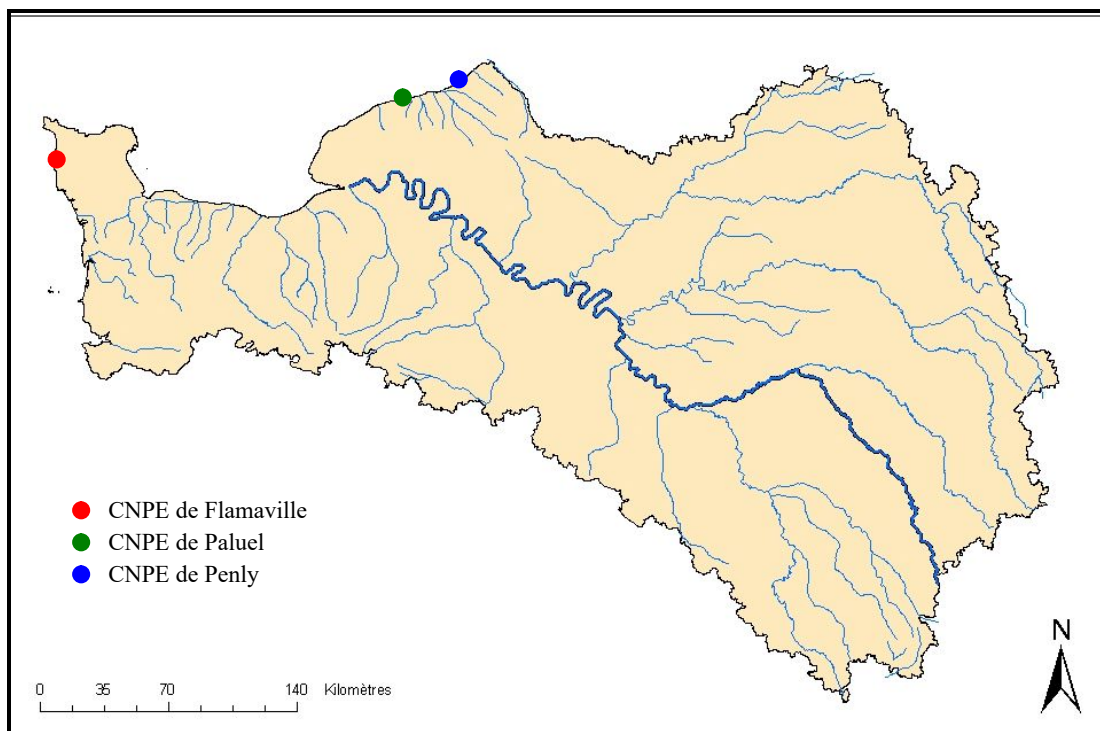 CNPE de Flamaville
CNPE de Paluel
CNPE de Penly
N
0 35 70 140 Kilomètres